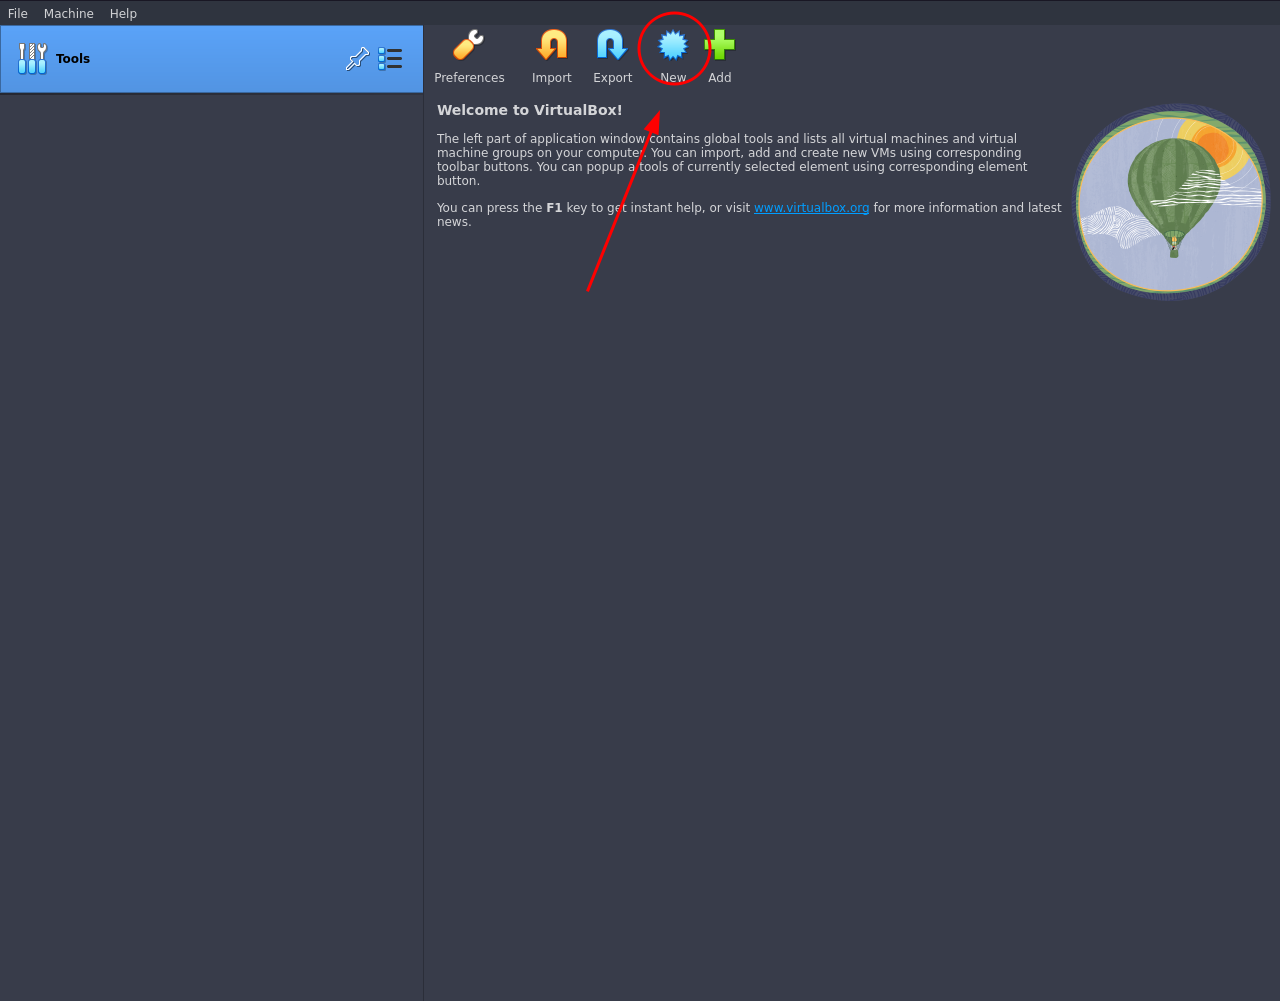 File Machine Help
Tools
Preferences Import Export New Add
Welcome to VirtualBox!
The left part of application window contains global tools and lists all virtual machines and virtual
machine groups on your computer. You can import, add and create new VMs using corresponding
toolbar buttons. You can popup a tools of currently selected element using corresponding element
button.
You can press the F1 key to get instant help, or visit www.virtualbox.org for more information and latest
news.